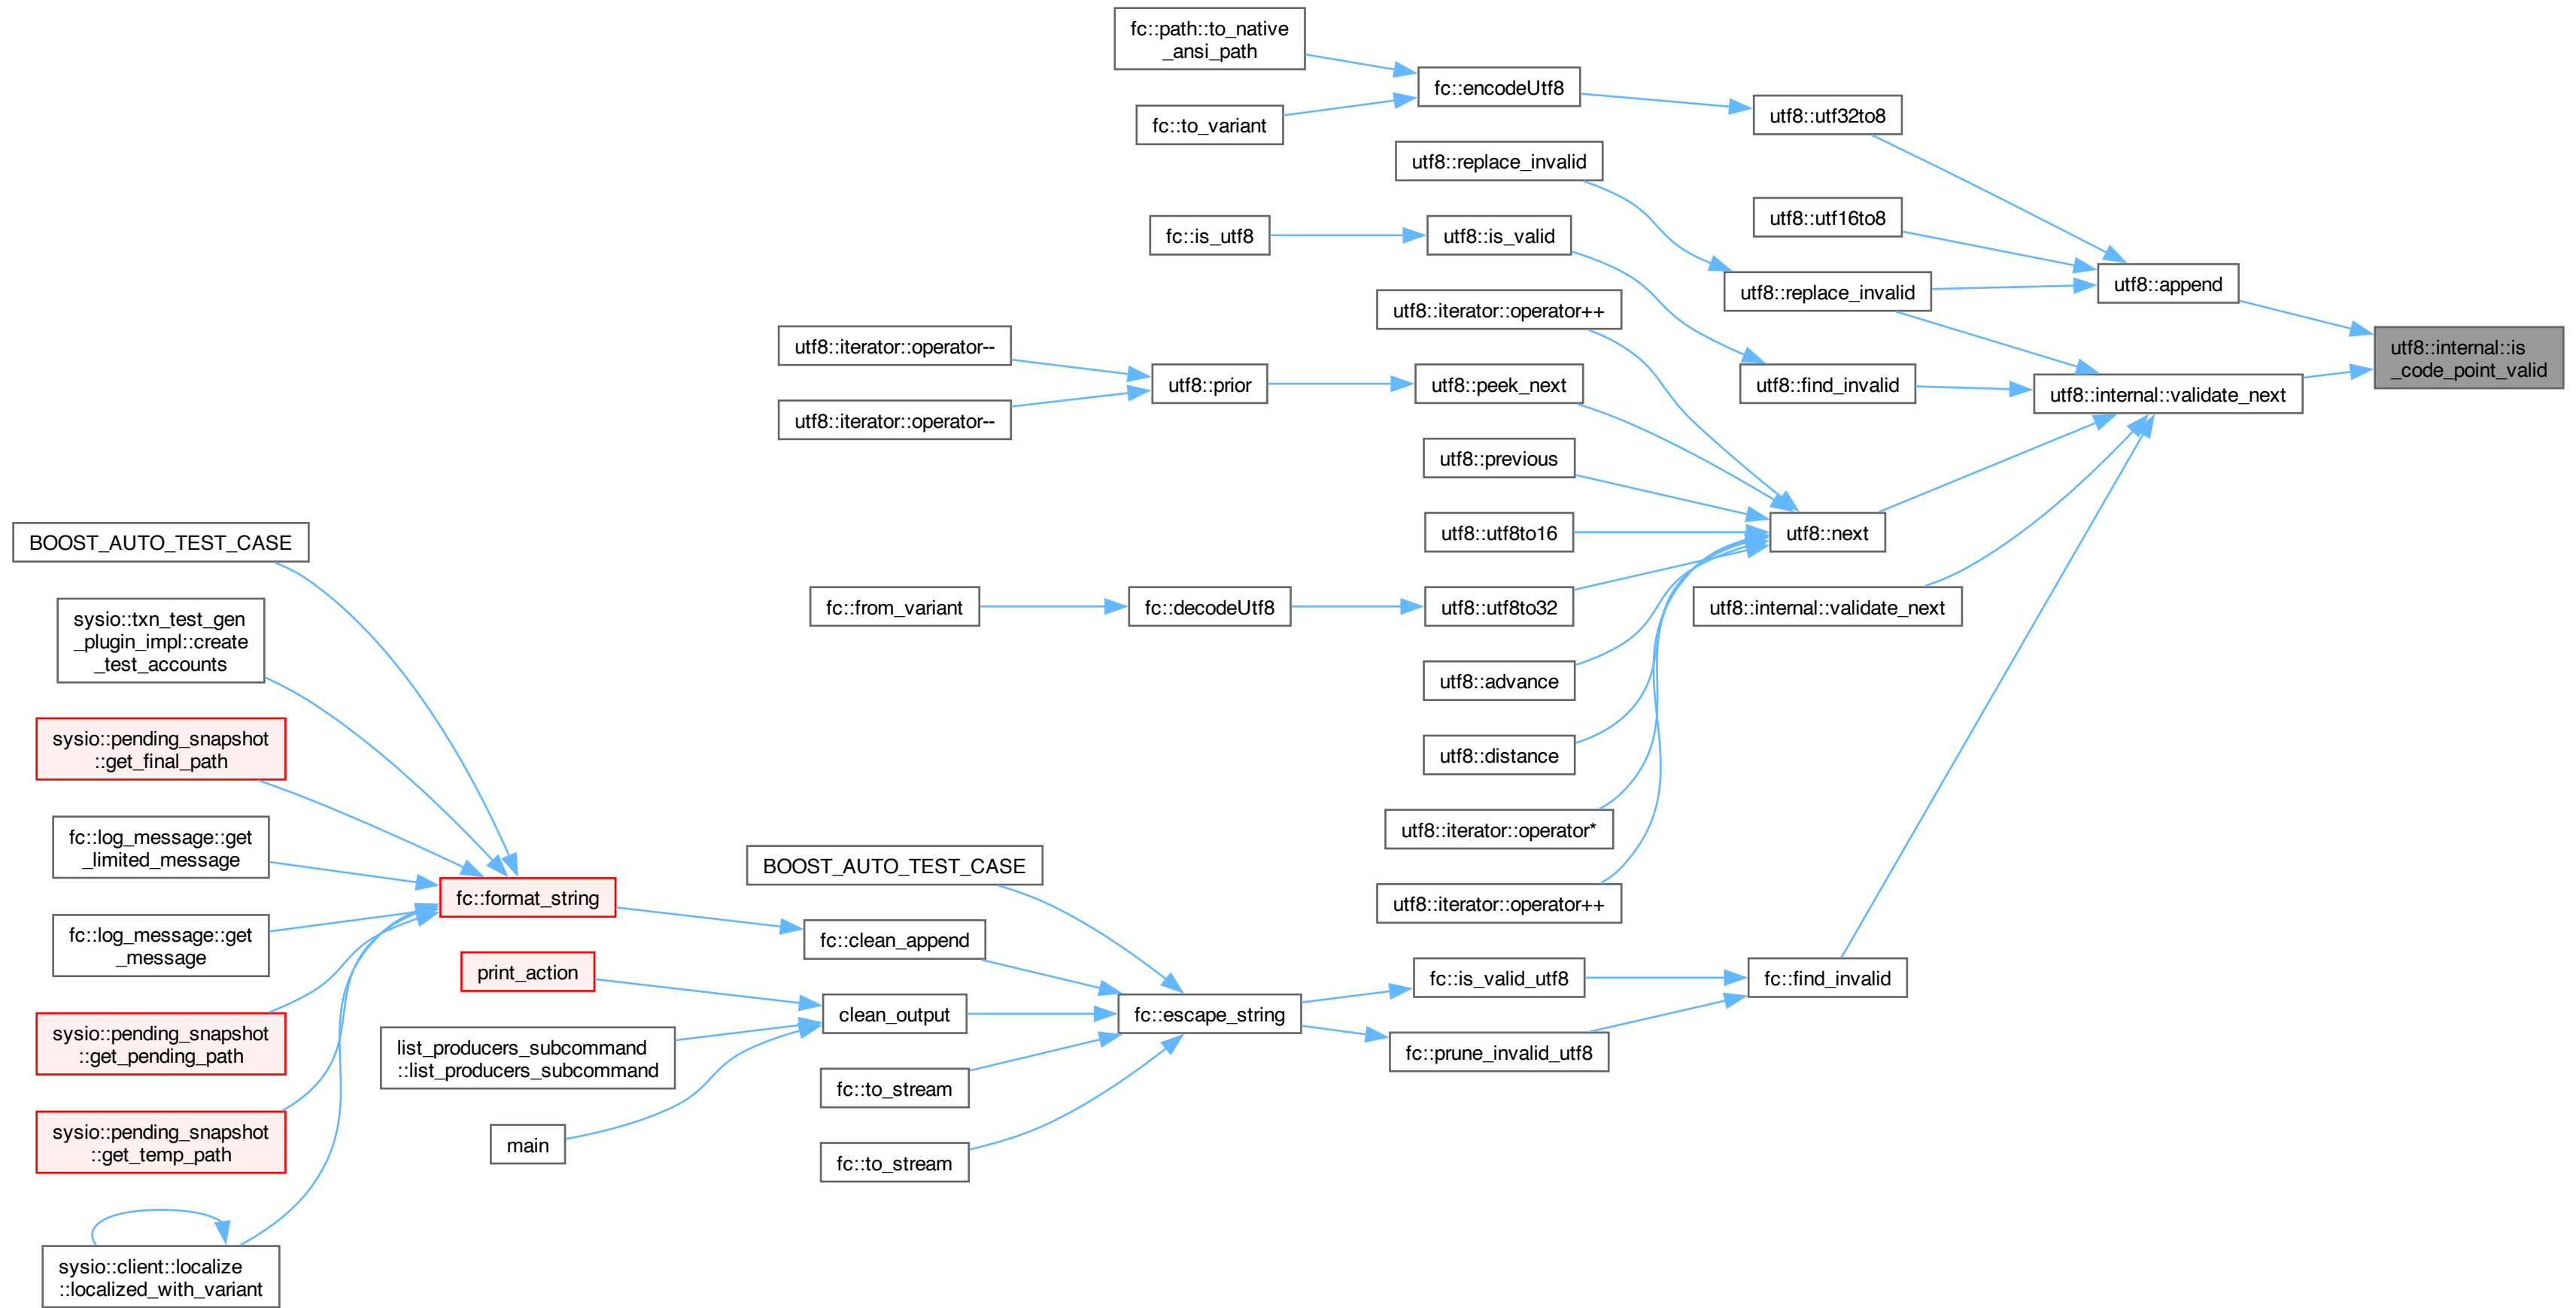 fc::path::to_native
_ansi_path
fc::encodeUtf8
fc::to_variant
utf8::utf32to8
utf8::replace_invalid
utf8::utf16to8
fc::is_utf8
utf8::is_valid
utf8::append
utf8::replace_invalid
utf8::iterator::operator++
utf8::internal::is
_code_point_valid
utf8::iterator::operator--
utf8::prior
utf8::peek_next
utf8::find_invalid
utf8::internal::validate_next
utf8::iterator::operator--
utf8::previous
utf8::utf8to16
utf8::next
BOOST_AUTO_TEST_CASE
fc::from_variant
fc::decodeUtf8
utf8::utf8to32
utf8::internal::validate_next
sysio::txn_test_gen
_plugin_impl::create
_test_accounts
utf8::advance
sysio::pending_snapshot
::get_final_path
utf8::distance
fc::log_message::get
_limited_message
utf8::iterator::operator*
BOOST_AUTO_TEST_CASE
fc::format_string
utf8::iterator::operator++
fc::log_message::get
_message
fc::clean_append
print_action
fc::is_valid_utf8
fc::find_invalid
clean_output
fc::escape_string
sysio::pending_snapshot
::get_pending_path
list_producers_subcommand
::list_producers_subcommand
fc::prune_invalid_utf8
fc::to_stream
sysio::pending_snapshot
::get_temp_path
main
fc::to_stream
sysio::client::localize
::localized_with_variant